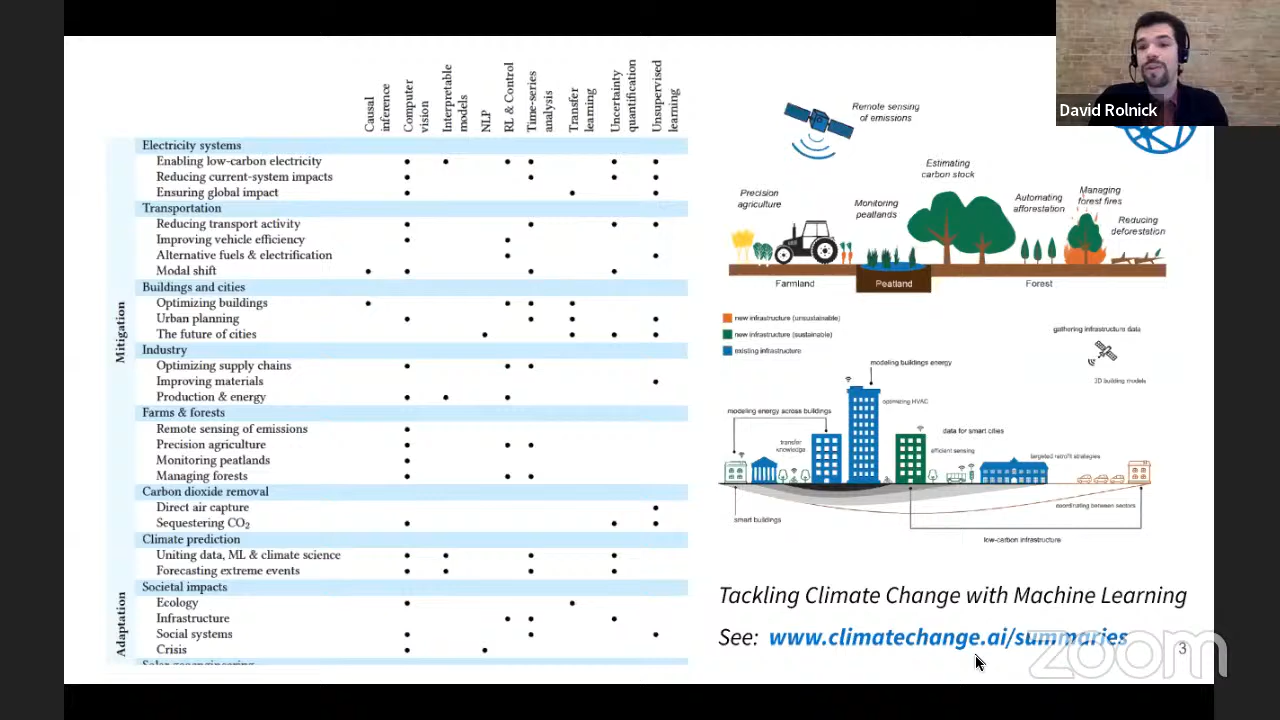 David Rolnick
Causal inference
Computer vision
Interpretable models
NLP
RL & Control
Time-series analysis
Transfer learning
Uncertainty quantification
Unsupervised learning
Mitigation
Electricity systems
Enabling low-carbon electricity
Reducing current-system impacts
Ensuring global impact
Transportation
Reducing transport activity
Improving vehicle efficiency
Alternative fuels & electrification
Modal shift
Buildings and cities
Optimizing buildings
Urban planning
The future of cities
Industry
Optimizing supply chains
Improving materials
Production & energy
Farms & forests
Remote sensing of emissions
Precision agriculture
Monitoring peatlands
Managing forests
Carbon dioxide removal
Direct air capture
Sequestering CO2
Adaptation
Climate prediction
Uniting data, ML & climate science
Forecasting extreme events
Societal impacts
Ecology
Infrastructure
Social systems
Crisis
Solar geoengineering
Remote sensing
of emissions
Estimating
carbon stock
Precision
agriculture
Monitoring
peatlands
Automating
afforestation
Managing
forest fires
Reducing
deforestation
Farmland
Peatland
Forest
new infrastructure (unsustainable)
new infrastructure (sustainable)
existing infrastructure
gathering infrastructure data
3D building models
modeling buildings energy
optimizing HVAC
modeling energy across buildings
transfer
knowledge
data for smart cities
efficient sensing
targeted retrofit strategies
smart buildings
coordinating between sectors
low-carbon infrastructure
Tackling Climate Change with Machine Learning
See: www.climatechange.ai/summaries
3
zoom